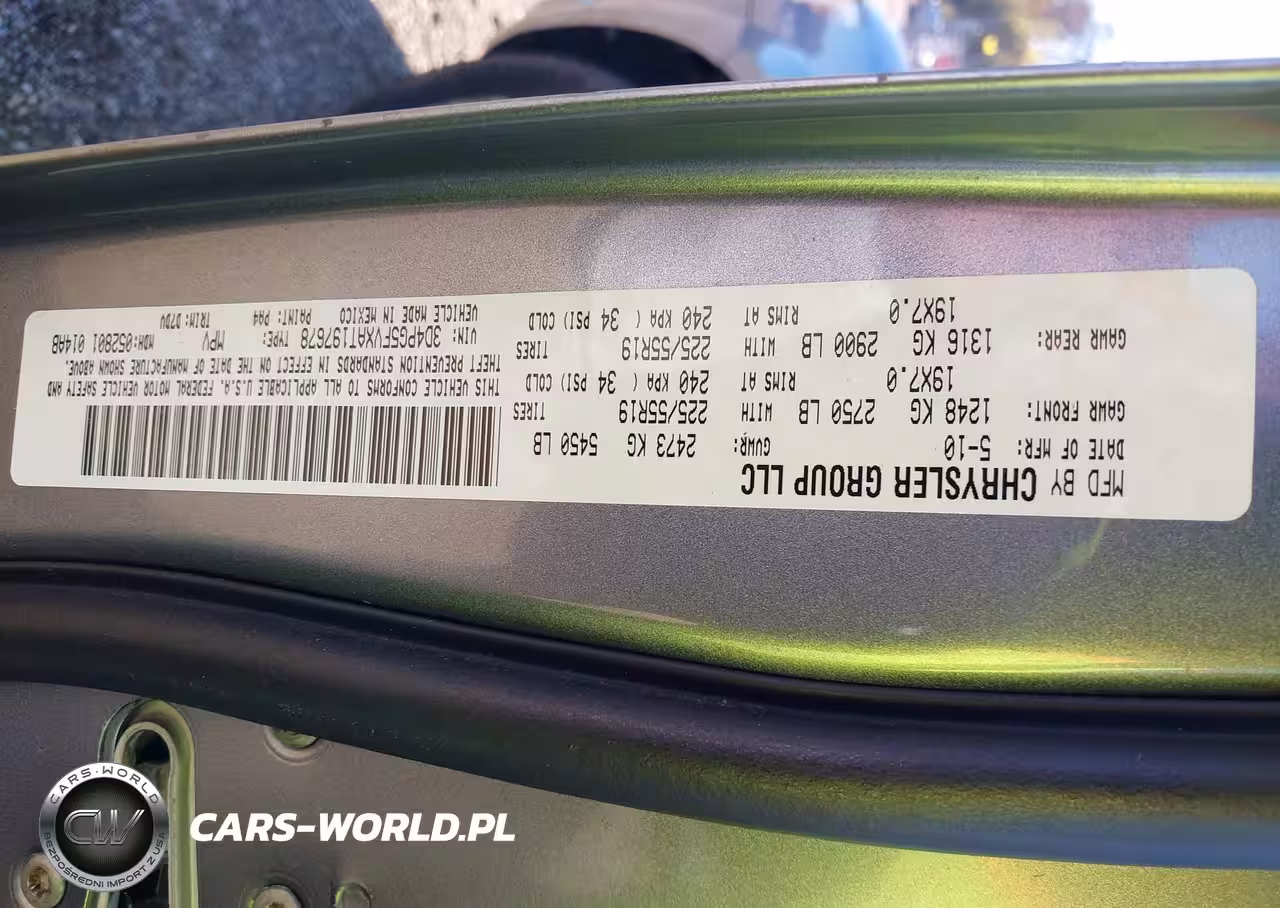 MFD BY CHRYSLER GROUP LLC
DATE OF MFR: 5-10 GVWR: 2473 KG 5450 LB
GAWR FRONT: 1248 KG 2750 LB WITH 225/55R19 TIRES
19X7.0 RIMS AT 240 KPA ( 34 PSI) COLD
GAWR REAR: 1316 KG 2900 LB WITH 225/55R19 TIRES
19X7.0 RIMS AT 240 KPA ( 34 PSI) COLD
THIS VEHICLE CONFORMS TO ALL APPLICABLE U.S.A. FEDERAL MOTOR VEHICLE SAFETY AND
THEFT PREVENTION STANDARDS IN EFFECT ON THE DATE OF MANUFACTURE SHOWN ABOVE.
VIN: 3D4PG5FVXAT197678 TYPE: MPV MDH: 052801 014AB
VEHICLE MADE IN MEXICO PAINT: PA4 TRIM: D7DV
CARS-WORLD
CW
BEZPOŚREDNI IMPORT Z USA
CARS-WORLD.PL